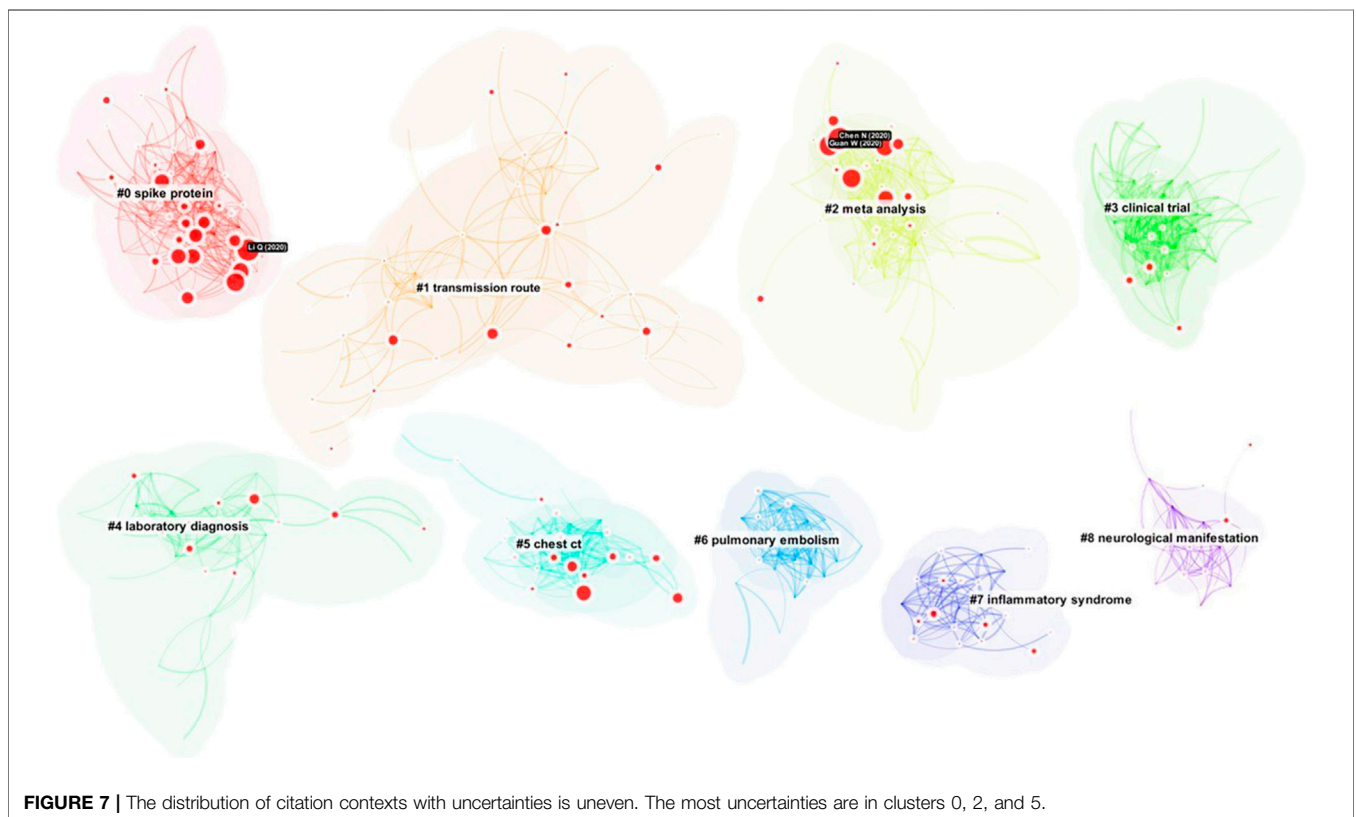 Chen N (2020)
Guan W (2020)
#0 spike protein
#3 clinical trial
#2 meta analysis
Li Q (2020)
#1 transmission route
#4 laboratory diagnosis
#5 chest ct
#6 pulmonary embolism
#8 neurological manifestation
#7 inflammatory syndrome
FIGURE 7 | The distribution of citation contexts with uncertainties is uneven. The most uncertainties are in clusters 0, 2, and 5.